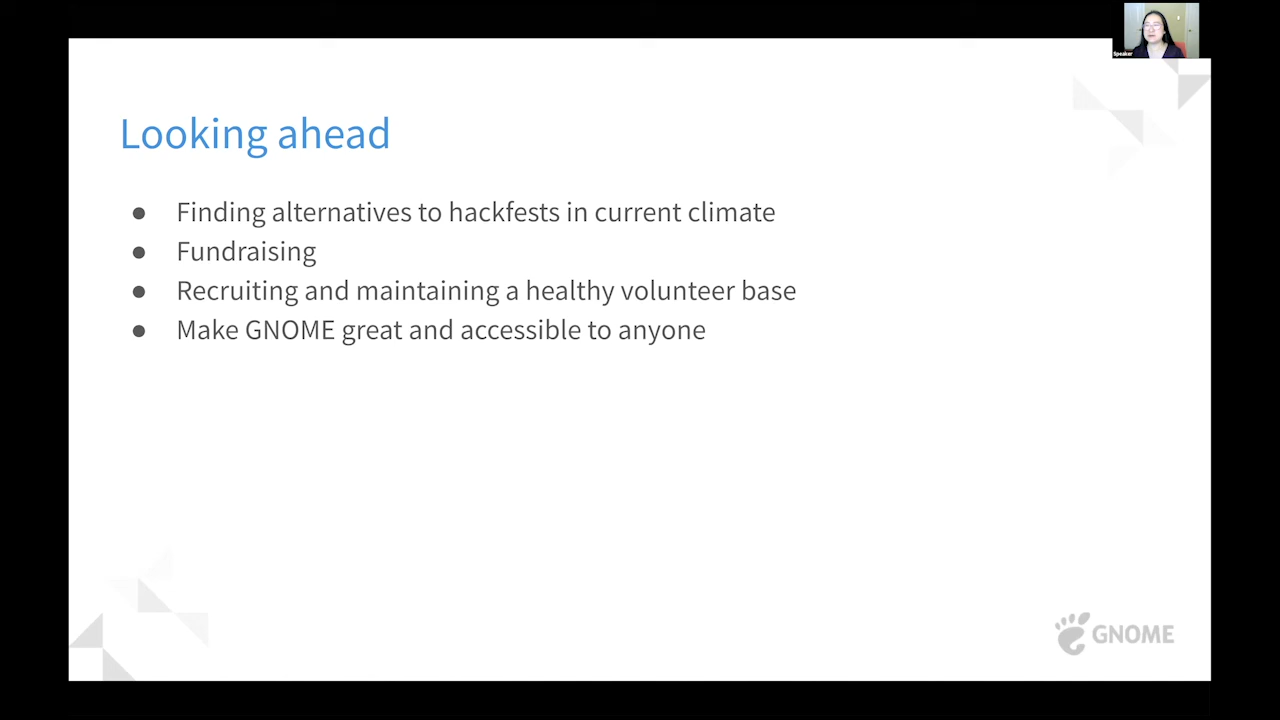 Speaker
Looking ahead
● Finding alternatives to hackfests in current climate
● Fundraising
● Recruiting and maintaining a healthy volunteer base
● Make GNOME great and accessible to anyone
GNOME